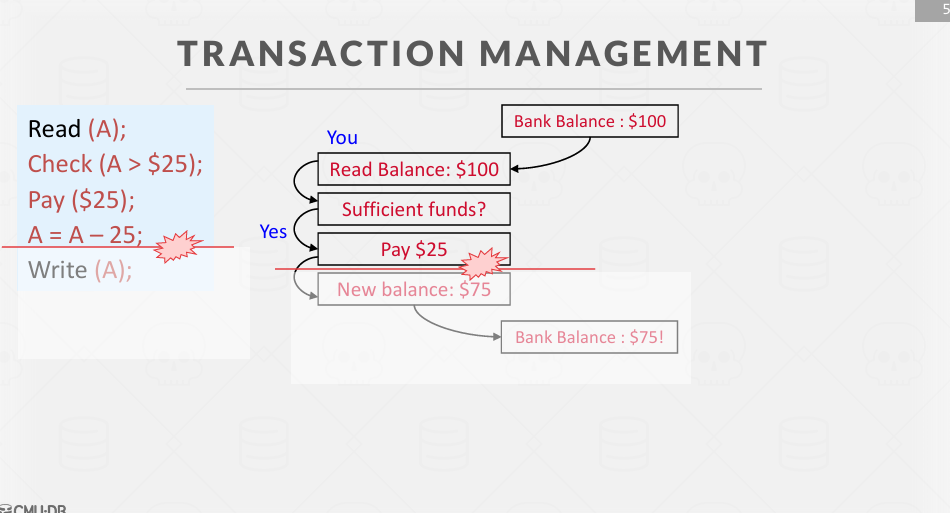 5
TRANSACTION MANAGEMENT
Read (A);
Check (A > $25);
Pay ($25);
A = A – 25;
Write (A);
You
Bank Balance : $100
Read Balance: $100
Sufficient funds?
Yes
Pay $25
New balance: $75
Bank Balance : $75!
CMU·DB